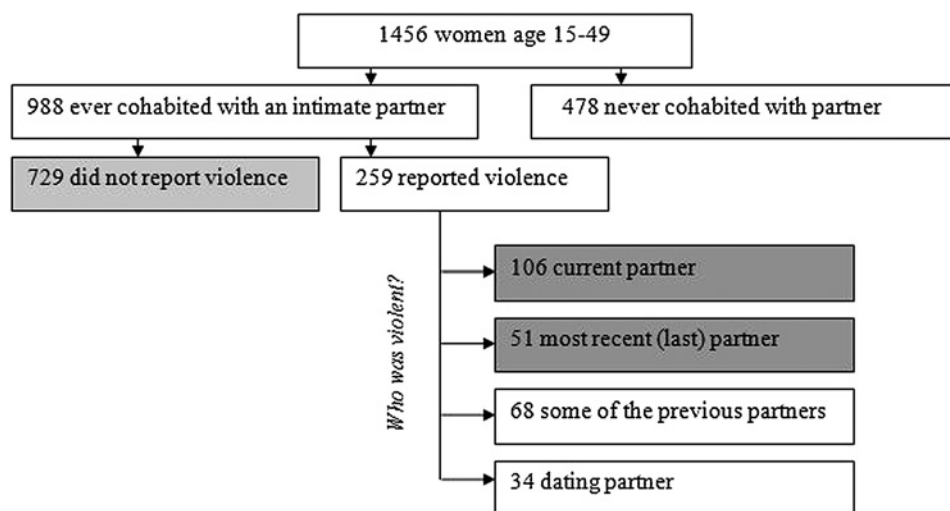 1456 women age 15-49
988 ever cohabited with an intimate partner
478 never cohabited with partner
729 did not report violence
259 reported violence
Who was violent?
106 current partner
51 most recent (last) partner
68 some of the previous partners
34 dating partner